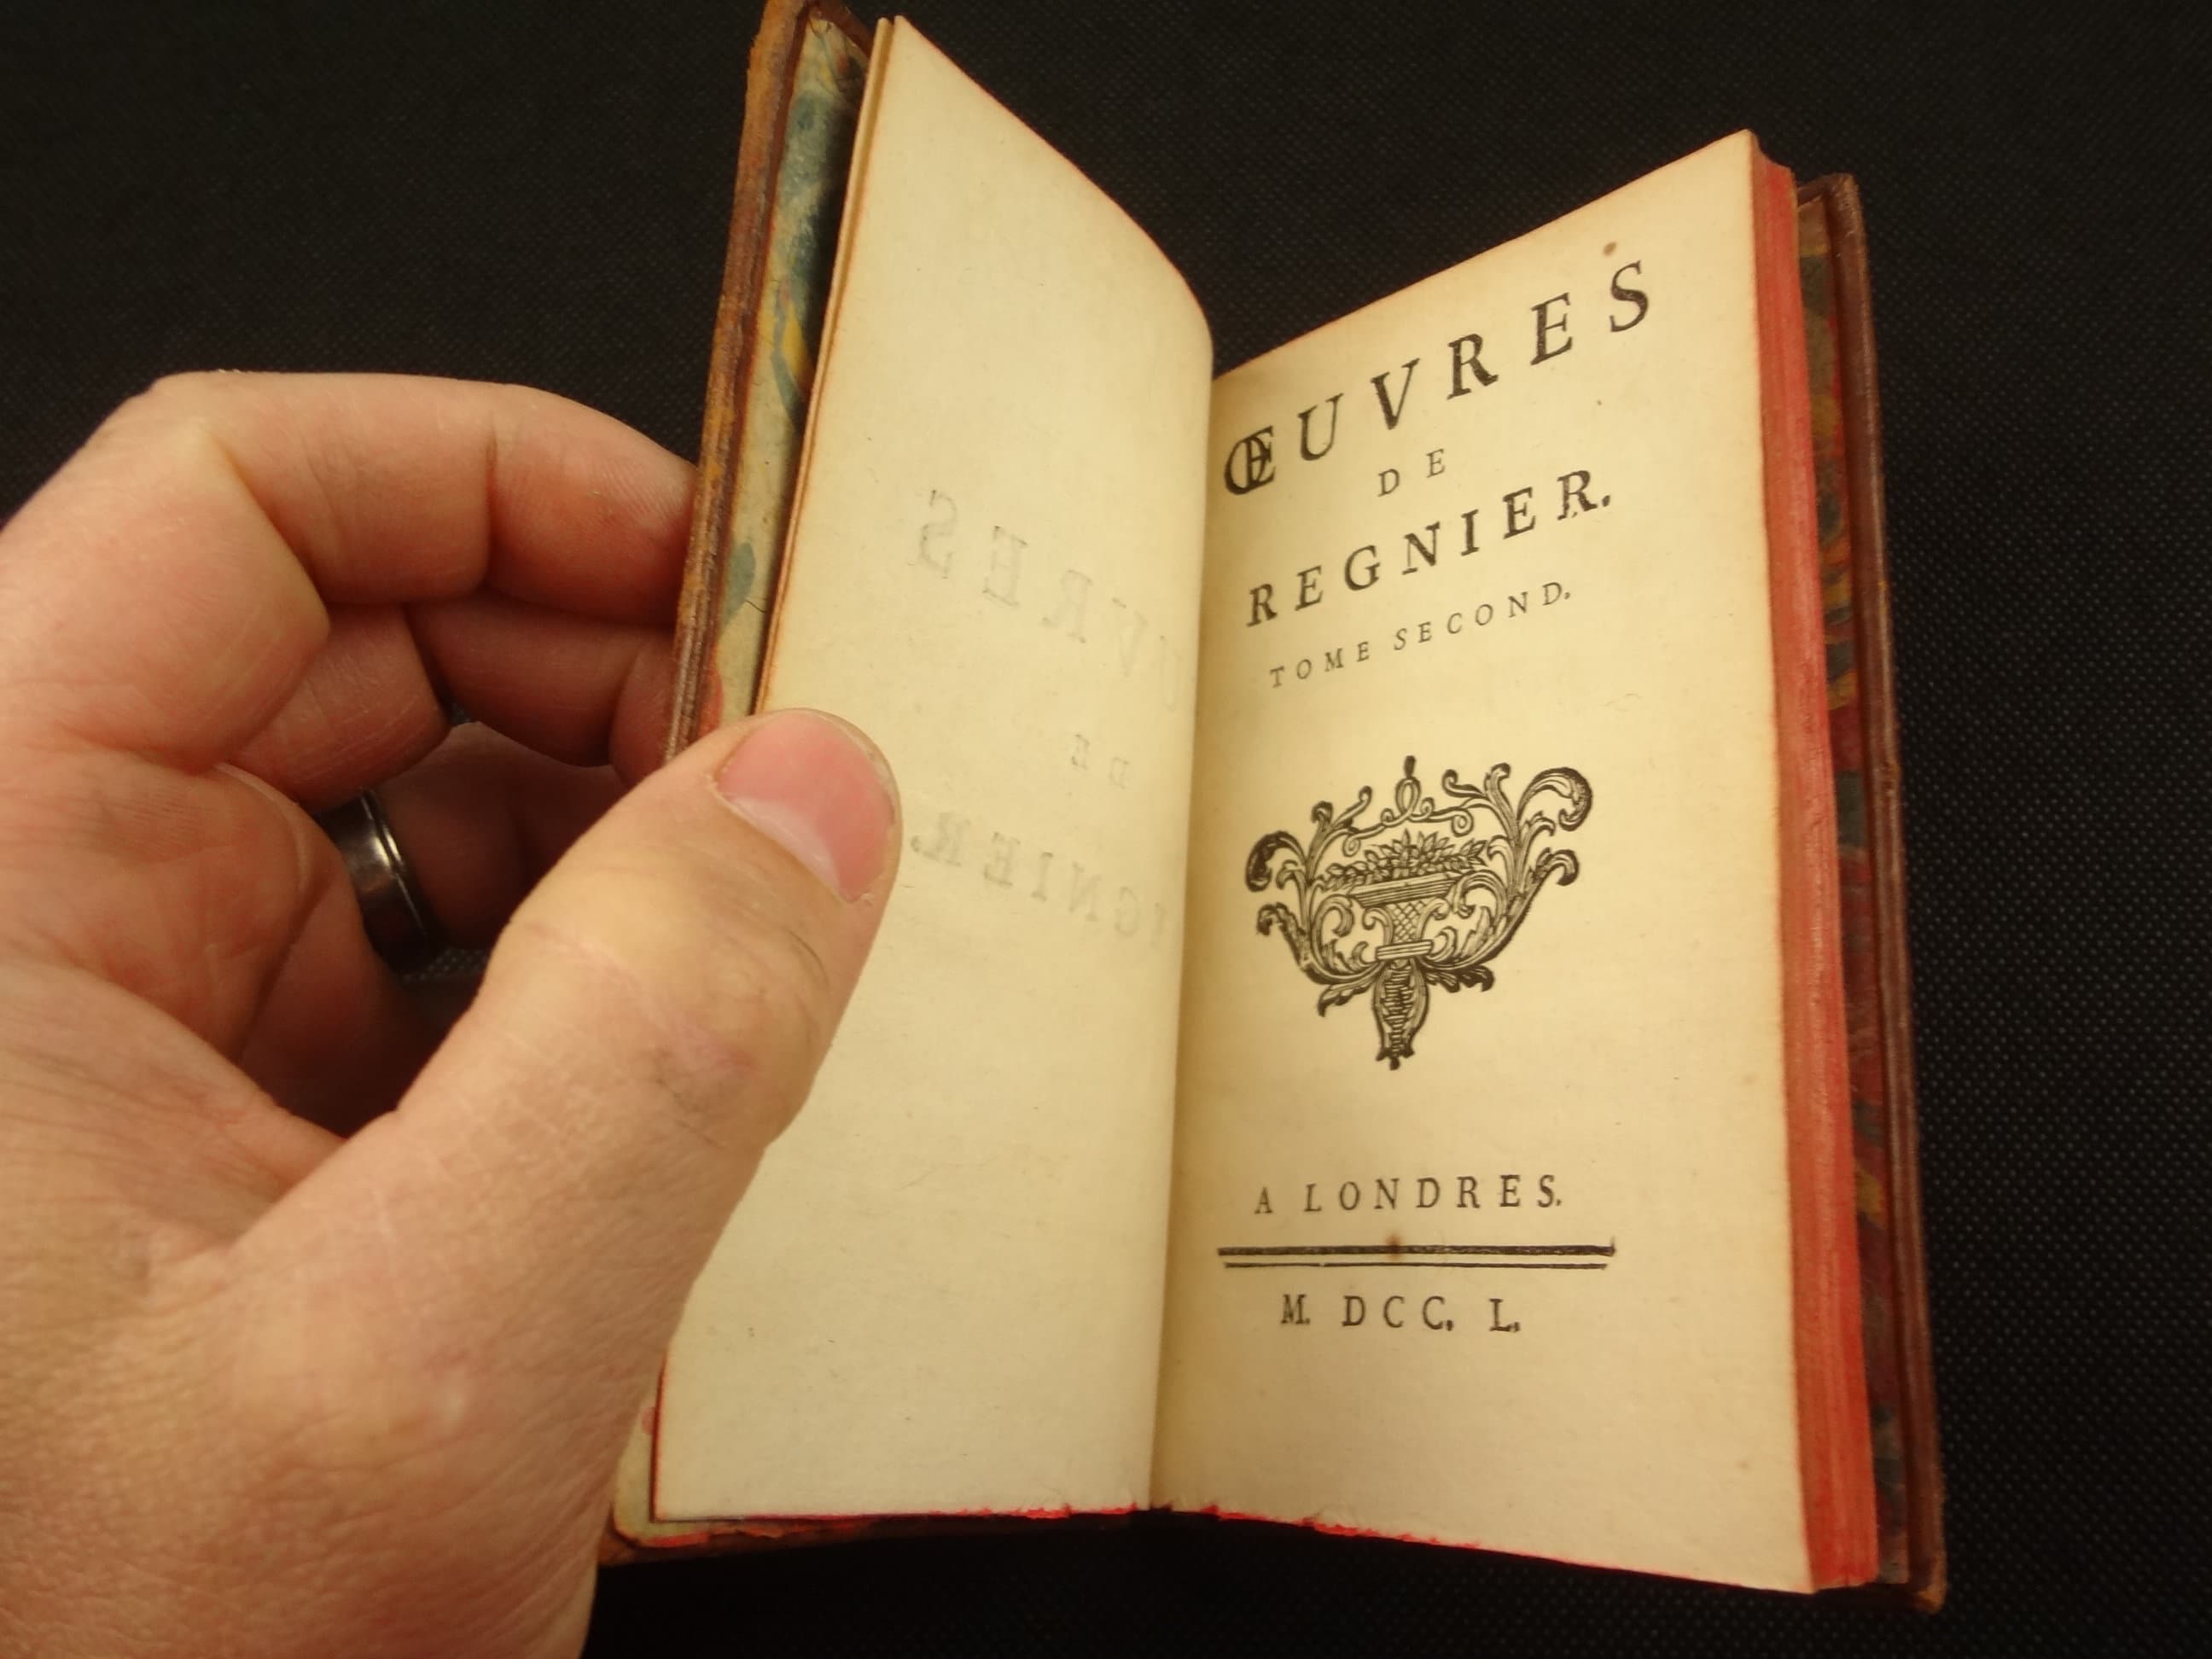 ŒUVRES
DE
REGNIER.
TOME SECOND.
A LONDRES.
M. DCC. L.